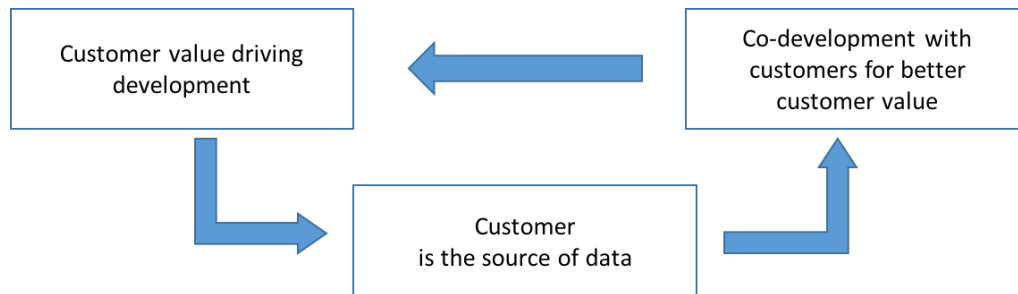 Customer value driving
development
Co-development with
customers for better
customer value
Customer
is the source of data